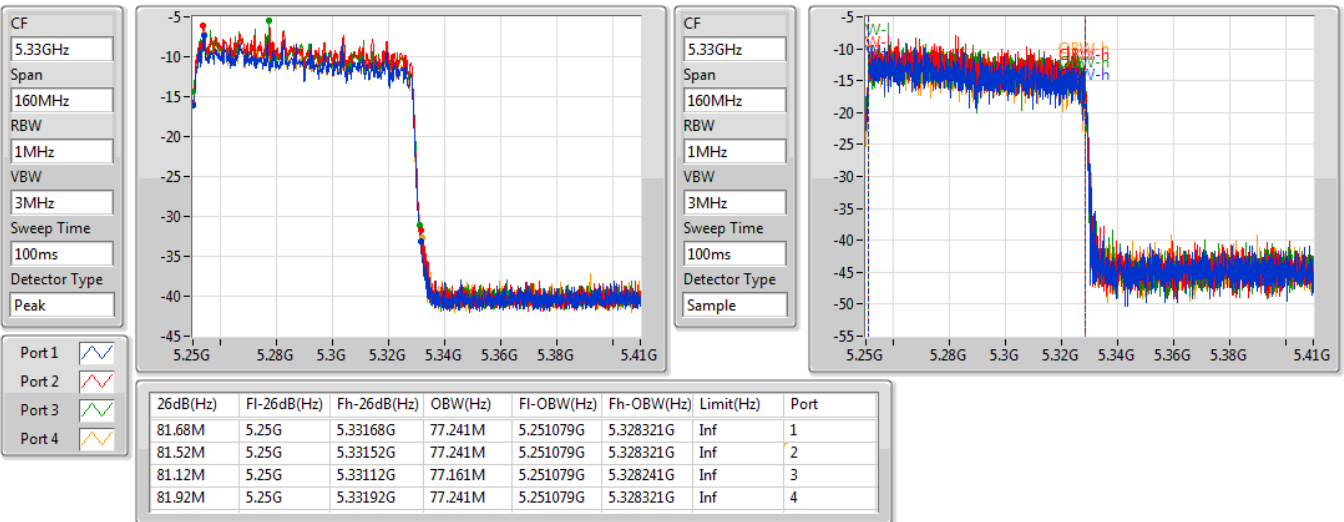 CF
5.33GHz
Span
160MHz
RBW
1MHz
VBW
3MHz
Sweep Time
100ms
Detector Type
Peak
-5
-10
-15
-20
-25
-30
-35
-40
-45
5.25G 5.28G 5.3G 5.32G 5.34G 5.36G 5.38G 5.41G
CF
5.33GHz
Span
160MHz
RBW
1MHz
VBW
3MHz
Sweep Time
100ms
Detector Type
Sample
-5
-10
-15
-20
-25
-30
-35
-40
-45
-50
-55
5.25G 5.28G 5.3G 5.32G 5.34G 5.36G 5.38G 5.41G
Port 1
Port 2
Port 3
Port 4
26dB(Hz) Fl-26dB(Hz) Fh-26dB(Hz) OBW(Hz) Fl-OBW(Hz) Fh-OBW(Hz) Limit(Hz) Port
81.68M 5.25G 5.33168G 77.241M 5.251079G 5.328321G Inf 1
81.52M 5.25G 5.33152G 77.241M 5.251079G 5.328321G Inf 2
81.12M 5.25G 5.33112G 77.161M 5.251079G 5.328241G Inf 3
81.92M 5.25G 5.33192G 77.241M 5.251079G 5.328321G Inf 4